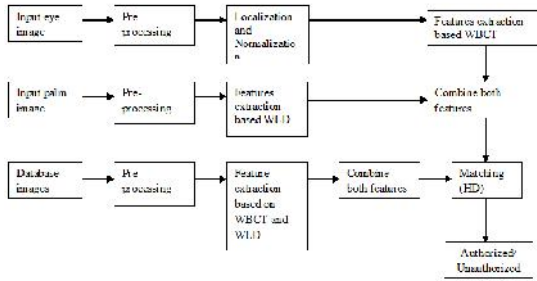 Input eye
image
Pre
processing
Localization
and
Normalizatio
n
Features extraction
based WBCT
Input palm
image
Pre-
processing
Features
extraction
based WLD
Combine both
features
Database
images
Pre
processing
Feature
extraction
based on
WBCT and
WLD
Combine
both features
Matching
(HD)
Authorized/
Unauthorized